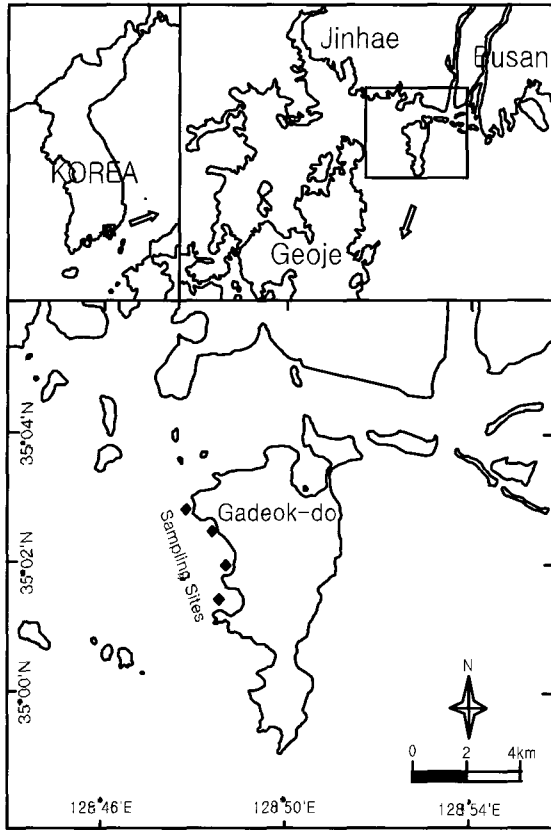 Jinhae
Busan
KOREA
Geoje
35°04'N
Gadeok-do
Sampling Sites
35°02'N
35°00'N
N
0 2 4km
128°46'E
128°50'E
128°54'E